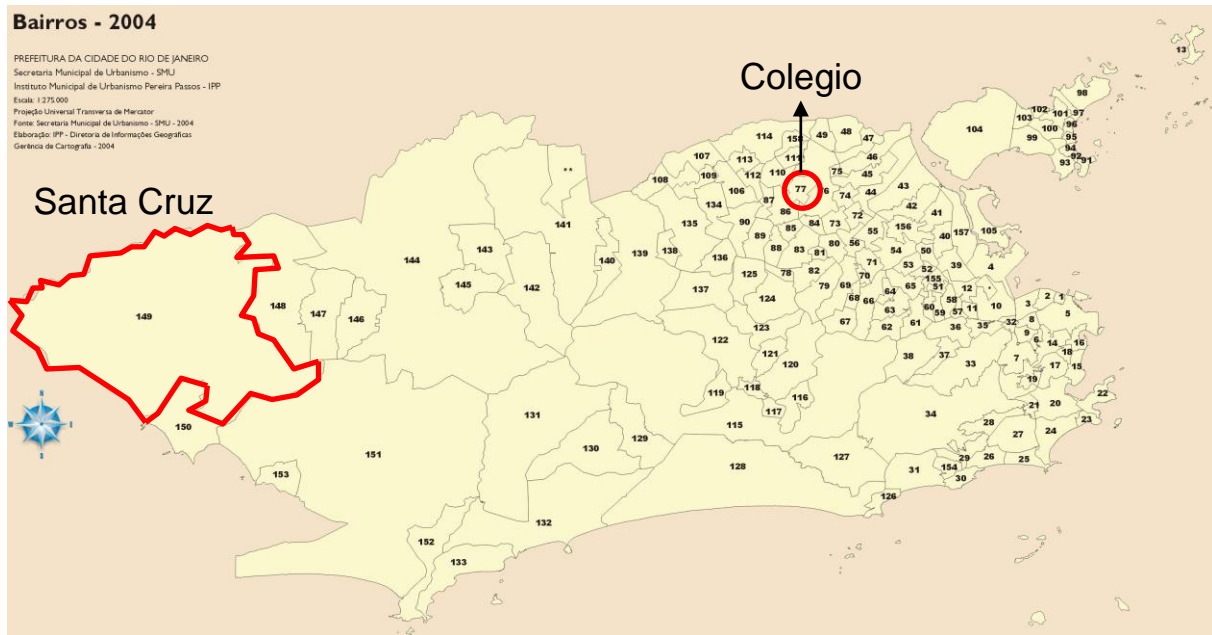 Bairros - 2004
PREFEITURA DA CIDADE DO RIO DE JANEIRO
Secretaria Municipal de Urbanismo - SMU
Instituto Municipal de Urbanismo Pereira Passos - IPP
Escala: 1:275.000
Projeção Universal Transversa de Mercator
Fonte: Secretaria Municipal de Urbanismo - SMU - 2004
Elaboração: IPP - Diretoria de Informações Geográficas
Gerência de Cartografia - 2004
Colegio
Santa Cruz
13
98
102 101 97
103 100 96
104 99 95
94
93 92 91
114 158 49 48 47
107 113 111 46
108 109 112 110 75 45
106 87 77 76 74 44 43
134 86 72 42 41
135 90 85 84 73 55 156 157 105
89 88 83 80 56 54 50 40
**
141
144 143 139 138 136 81 71 53 52 39 4
140
145 142 125 78 82 70 155
137 124 79 69 68 66 64 65 51 12 *
149 148 147 146
63 60 58 59 57 11 10
123 67 62 61 36 35 32 3 2 1
8 5
9 6 14 16
122 121 120 38 37 33 7 18
17 15
119 118 117 116 19
131 34 21 20 22
150 115 28 23
130 129 27 24
151 128 127 29 26 25
153 31 154 30
126
132
152
133